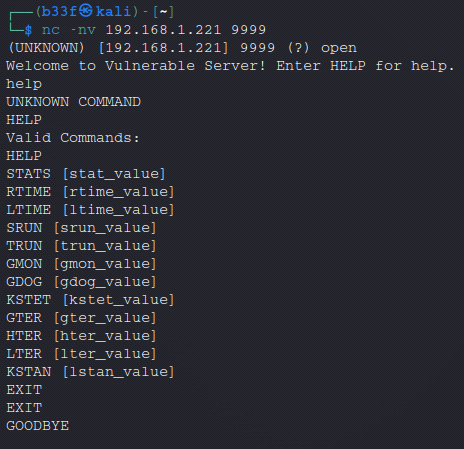 ┌──(b33f㉿kali)-[~]
└─$ nc -nv 192.168.1.221 9999
(UNKNOWN) [192.168.1.221] 9999 (?) open
Welcome to Vulnerable Server! Enter HELP for help.
help
UNKNOWN COMMAND
HELP
Valid Commands:
HELP
STATS [stat_value]
RTIME [rtime_value]
LTIME [ltime_value]
SRUN [srun_value]
TRUN [trun_value]
GMON [gmon_value]
GDOG [gdog_value]
KSTET [kstet_value]
GTER [gter_value]
HTER [hter_value]
LTER [lter_value]
KSTAN [lstan_value]
EXIT
EXIT
GOODBYE